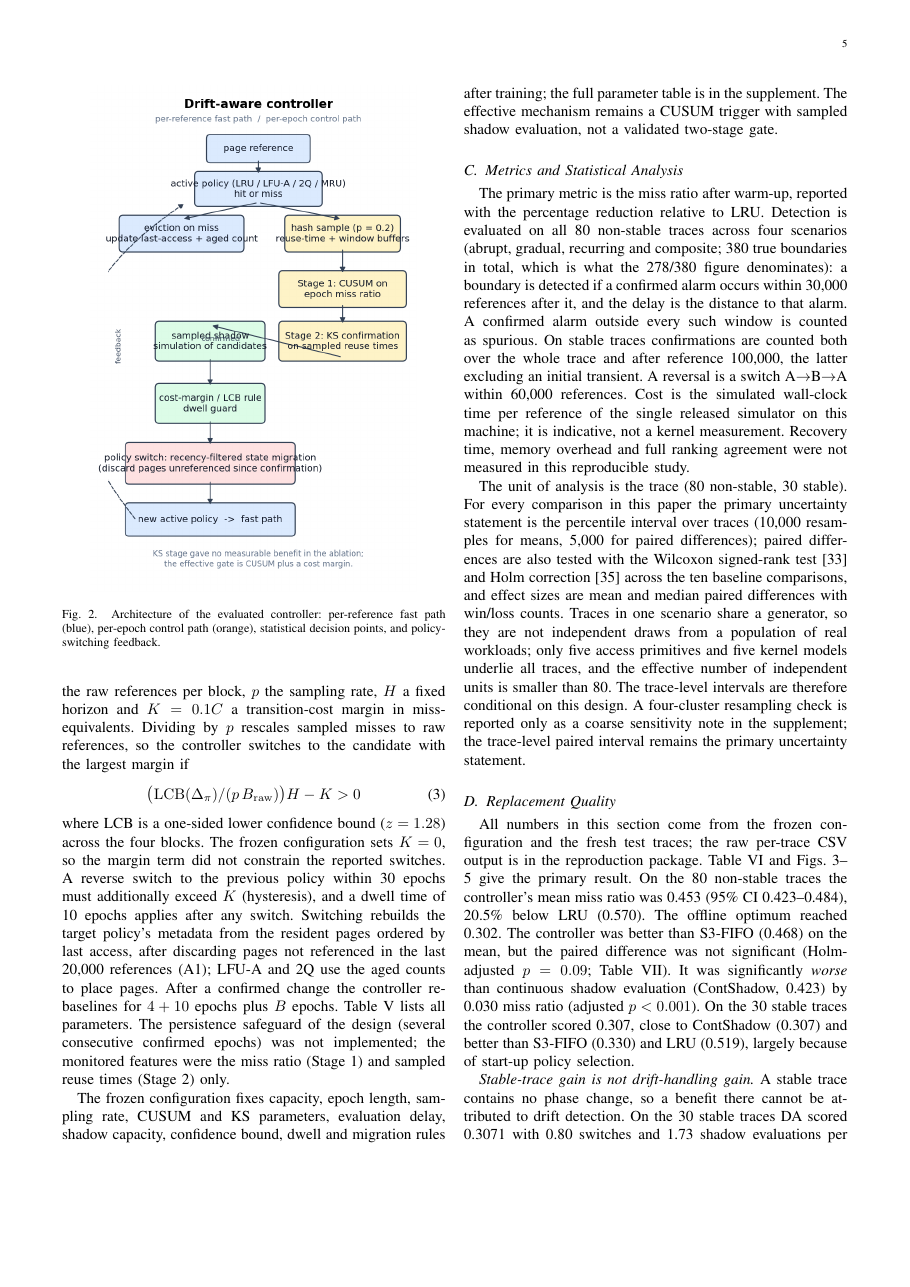 5
Drift-aware controller
per-reference fast path / per-epoch control path
page reference
active policy (LRU / LFU-A / 2Q / MRU)
hit or miss
eviction on miss
update last-access + aged count
hash sample (p = 0.2)
reuse-time + window buffers
Stage 1: CUSUM on
epoch miss ratio
Stage 2: KS confirmation
on sampled reuse times
sampled shadow
simulation of candidates
feedback
cost-margin / LCB rule
dwell guard
policy switch: recency-filtered state migration
(discard pages unreferenced since confirmation)
new active policy -> fast path
KS stage gave no measurable benefit in the ablation;
the effective gate is CUSUM plus a cost margin.
Fig. 2. Architecture of the evaluated controller: per-reference fast path
(blue), per-epoch control path (orange), statistical decision points, and policy-
switching feedback.
the raw references per block, p the sampling rate, H a fixed
horizon and K = 0.1C a transition-cost margin in miss-
equivalents. Dividing by p rescales sampled misses to raw
references, so the controller switches to the candidate with
the largest margin if
(LCB(Δπ)/(p Braw))H − K > 0 (3)
where LCB is a one-sided lower confidence bound (z = 1.28)
across the four blocks. The frozen configuration sets K = 0,
so the margin term did not constrain the reported switches.
A reverse switch to the previous policy within 30 epochs
must additionally exceed K (hysteresis), and a dwell time of
10 epochs applies after any switch. Switching rebuilds the
target policy's metadata from the resident pages ordered by
last access, after discarding pages not referenced in the last
20,000 references (A1); LFU-A and 2Q use the aged counts
to place pages. After a confirmed change the controller re-
baselines for 4 + 10 epochs plus B epochs. Table V lists all
parameters. The persistence safeguard of the design (several
consecutive confirmed epochs) was not implemented; the
monitored features were the miss ratio (Stage 1) and sampled
reuse times (Stage 2) only.
The frozen configuration fixes capacity, epoch length, sam-
pling rate, CUSUM and KS parameters, evaluation delay,
shadow capacity, confidence bound, dwell and migration rules
after training; the full parameter table is in the supplement. The
effective mechanism remains a CUSUM trigger with sampled
shadow evaluation, not a validated two-stage gate.
C. Metrics and Statistical Analysis
The primary metric is the miss ratio after warm-up, reported
with the percentage reduction relative to LRU. Detection is
evaluated on all 80 non-stable traces across four scenarios
(abrupt, gradual, recurring and composite; 380 true boundaries
in total, which is what the 278/380 figure denominates): a
boundary is detected if a confirmed alarm occurs within 30,000
references after it, and the delay is the distance to that alarm.
A confirmed alarm outside every such window is counted
as spurious. On stable traces confirmations are counted both
over the whole trace and after reference 100,000, the latter
excluding an initial transient. A reversal is a switch A→B→A
within 60,000 references. Cost is the simulated wall-clock
time per reference of the single released simulator on this
machine; it is indicative, not a kernel measurement. Recovery
time, memory overhead and full ranking agreement were not
measured in this reproducible study.
The unit of analysis is the trace (80 non-stable, 30 stable).
For every comparison in this paper the primary uncertainty
statement is the percentile interval over traces (10,000 resam-
ples for means, 5,000 for paired differences); paired differ-
ences are also tested with the Wilcoxon signed-rank test [33]
and Holm correction [35] across the ten baseline comparisons,
and effect sizes are mean and median paired differences with
win/loss counts. Traces in one scenario share a generator, so
they are not independent draws from a population of real
workloads; only five access primitives and five kernel models
underlie all traces, and the effective number of independent
units is smaller than 80. The trace-level intervals are therefore
conditional on this design. A four-cluster resampling check is
reported only as a coarse sensitivity note in the supplement;
the trace-level paired interval remains the primary uncertainty
statement.
D. Replacement Quality
All numbers in this section come from the frozen con-
figuration and the fresh test traces; the raw per-trace CSV
output is in the reproduction package. Table VI and Figs. 3–
5 give the primary result. On the 80 non-stable traces the
controller's mean miss ratio was 0.453 (95% CI 0.423–0.484),
20.5% below LRU (0.570). The offline optimum reached
0.302. The controller was better than S3-FIFO (0.468) on the
mean, but the paired difference was not significant (Holm-
adjusted p = 0.09; Table VII). It was significantly worse
than continuous shadow evaluation (ContShadow, 0.423) by
0.030 miss ratio (adjusted p < 0.001). On the 30 stable traces
the controller scored 0.307, close to ContShadow (0.307) and
better than S3-FIFO (0.330) and LRU (0.519), largely because
of start-up policy selection.
Stable-trace gain is not drift-handling gain. A stable trace
contains no phase change, so a benefit there cannot be at-
tributed to drift detection. On the 30 stable traces DA scored
0.3071 with 0.80 switches and 1.73 shadow evaluations per